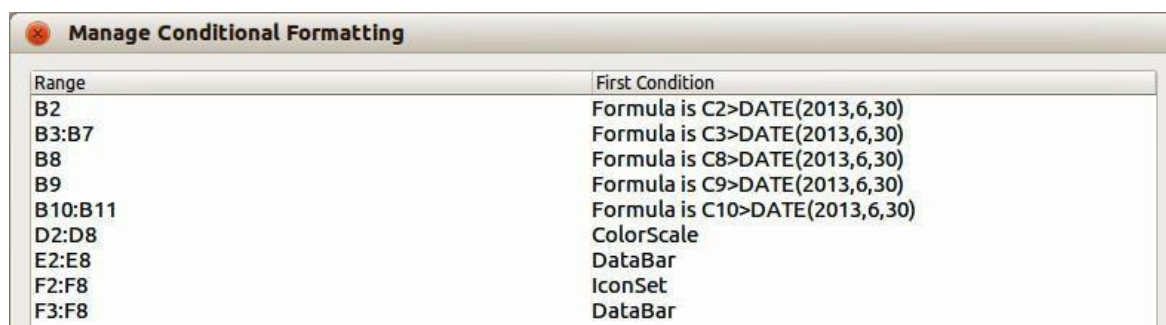 Manage Conditional Formatting
Range First Condition
B2 Formula is C2>DATE(2013,6,30)
B3:B7 Formula is C3>DATE(2013,6,30)
B8 Formula is C8>DATE(2013,6,30)
B9 Formula is C9>DATE(2013,6,30)
B10:B11 Formula is C10>DATE(2013,6,30)
D2:D8 ColorScale
E2:E8 DataBar
F2:F8 IconSet
F3:F8 DataBar